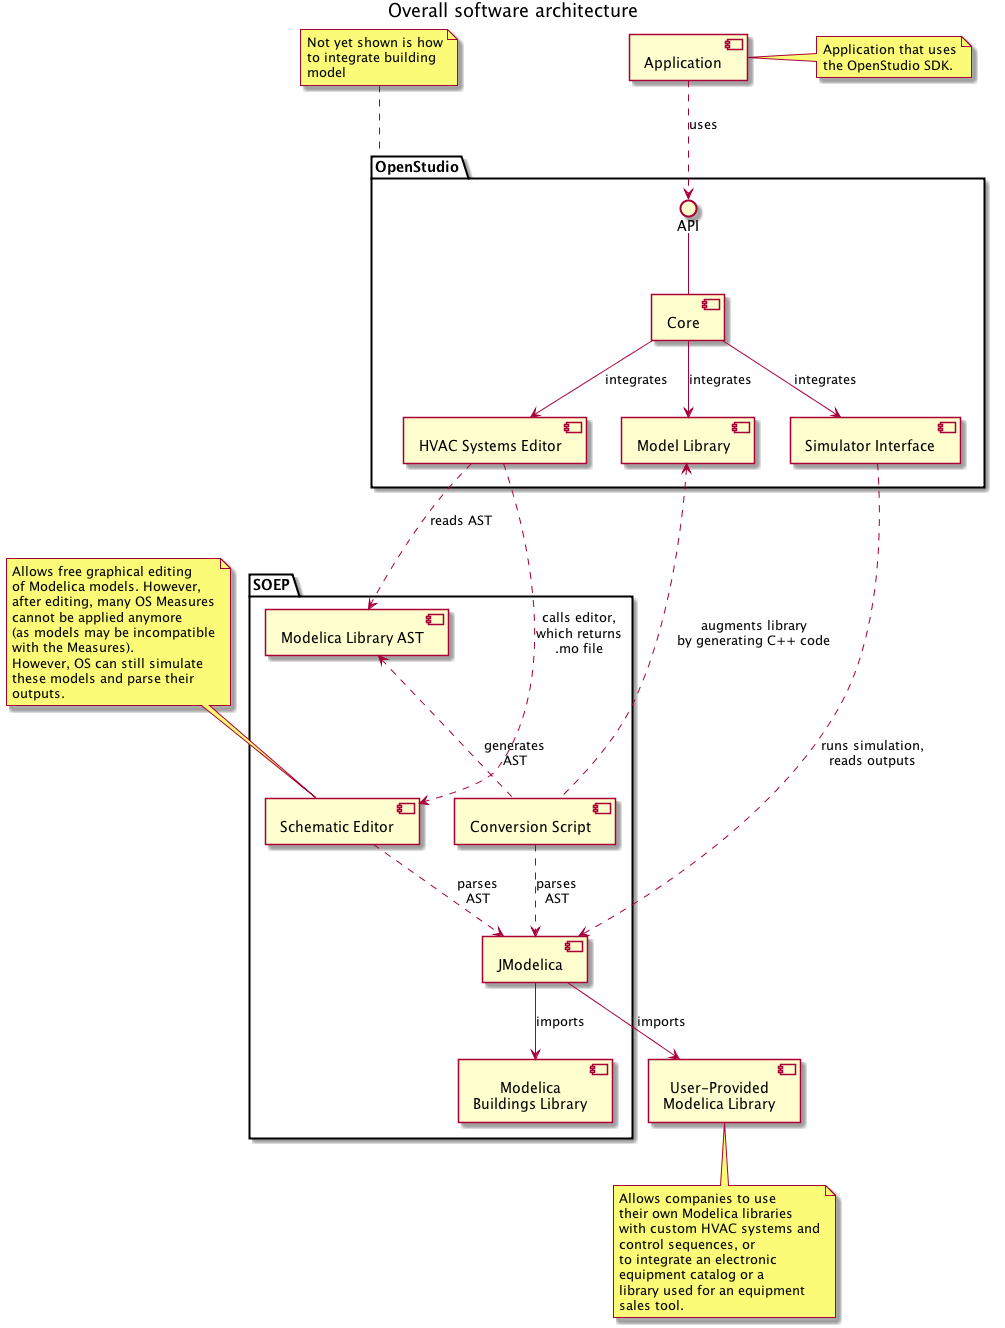 Overall software architecture
Not yet shown is how
to integrate building
model
Application
Application that uses
the OpenStudio SDK.
uses
OpenStudio
API
Core
integrates
integrates
integrates
HVAC Systems Editor
Model Library
Simulator Interface
reads AST
Allows free graphical editing
of Modelica models. However,
after editing, many OS Measures
cannot be applied anymore
(as models may be incompatible
with the Measures).
However, OS can still simulate
these models and parse their
outputs.
SOEP
Modelica Library AST
calls editor,
which returns
.mo file
augments library
by generating C++ code
generates
AST
runs simulation,
reads outputs
Schematic Editor
Conversion Script
parses
AST
parses
AST
JModelica
imports
imports
Modelica
Buildings Library
User-Provided
Modelica Library
Allows companies to use
their own Modelica libraries
with custom HVAC systems and
control sequences, or
to integrate an electronic
equipment catalog or a
library used for an equipment
sales tool.